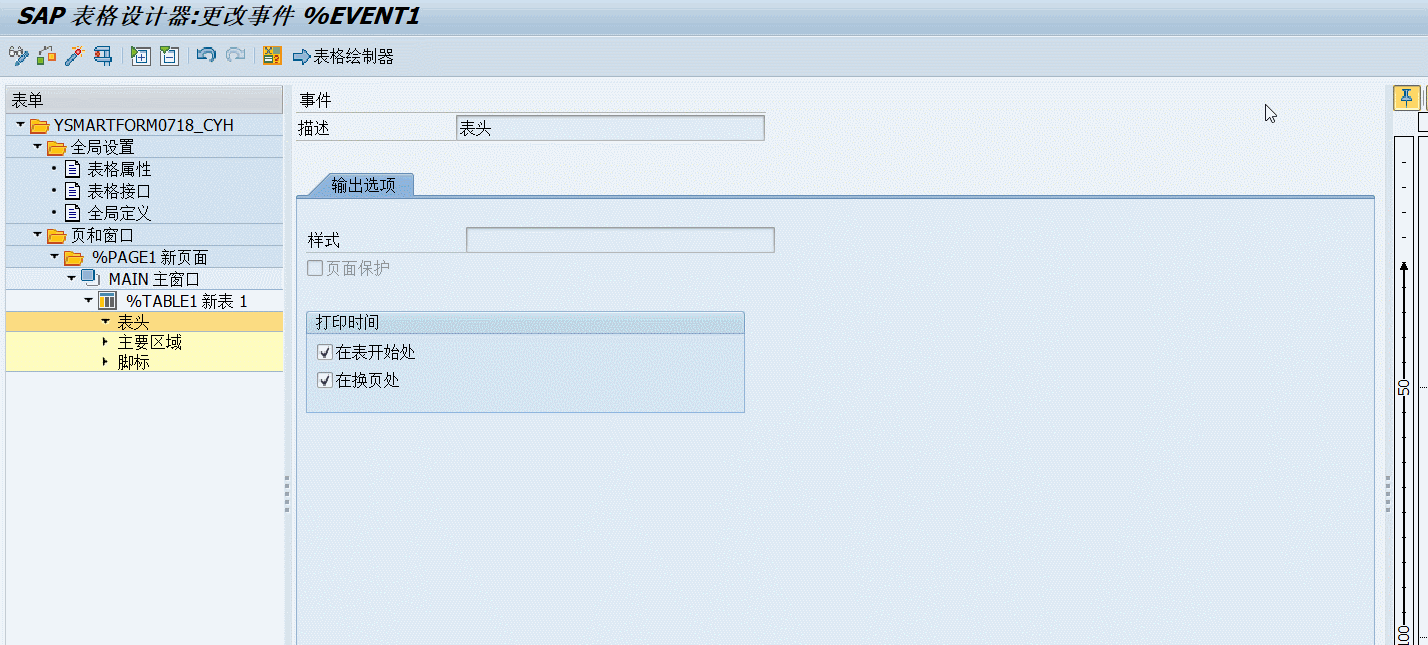 SAP 表格设计器:更改事件 %EVENT1
表格绘制器
表单
YSMARTFORM0718_CYH
全局设置
表格属性
表格接口
全局定义
页和窗口
%PAGE1 新页面
MAIN 主窗口
%TABLE1 新表 1
表头
主要区域
脚标
事件
描述 表头
输出选项
样式
页面保护
打印时间
在表开始处
在换页处
50
100